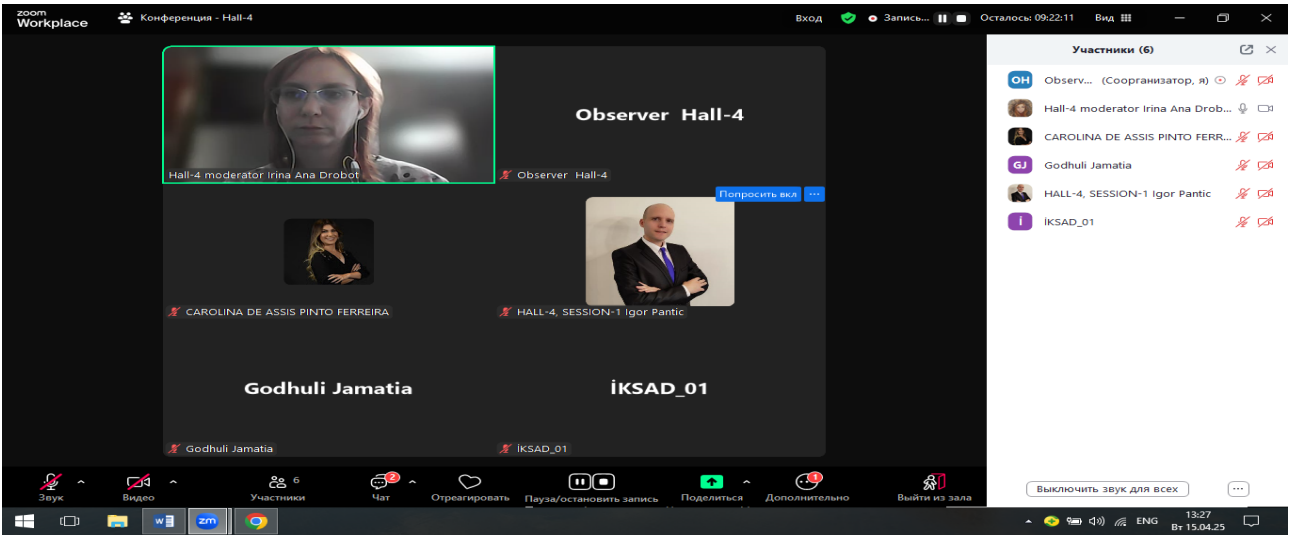 zoom
Workplace
Конференция - Hall-4
Вход
Запись...
Осталось: 09:22:11
Вид
Hall-4 moderator Irina Ana Drobot
Observer Hall-4
Observer Hall-4
Попросить вкл ...
CAROLINA DE ASSIS PINTO FERREIRA
HALL-4, SESSION-1 Igor Pantic
Godhuli Jamatia
İKSAD_01
Godhuli Jamatia
İKSAD_01
Участники (6)
OH Observ... (Соорганизатор, я)
Hall-4 moderator Irina Ana Drob...
CAROLINA DE ASSIS PINTO FERR...
GJ Godhuli Jamatia
HALL-4, SESSION-1 Igor Pantic
İ İKSAD_01
Звук
Видео
6
Участники
2
Чат
Отреагировать
Пауза/остановить запись
Поделиться
1
Дополнительно
Выйти из зала
Выключить звук для всех
...
W
zm
ENG
13:27
Вт 15.04.25